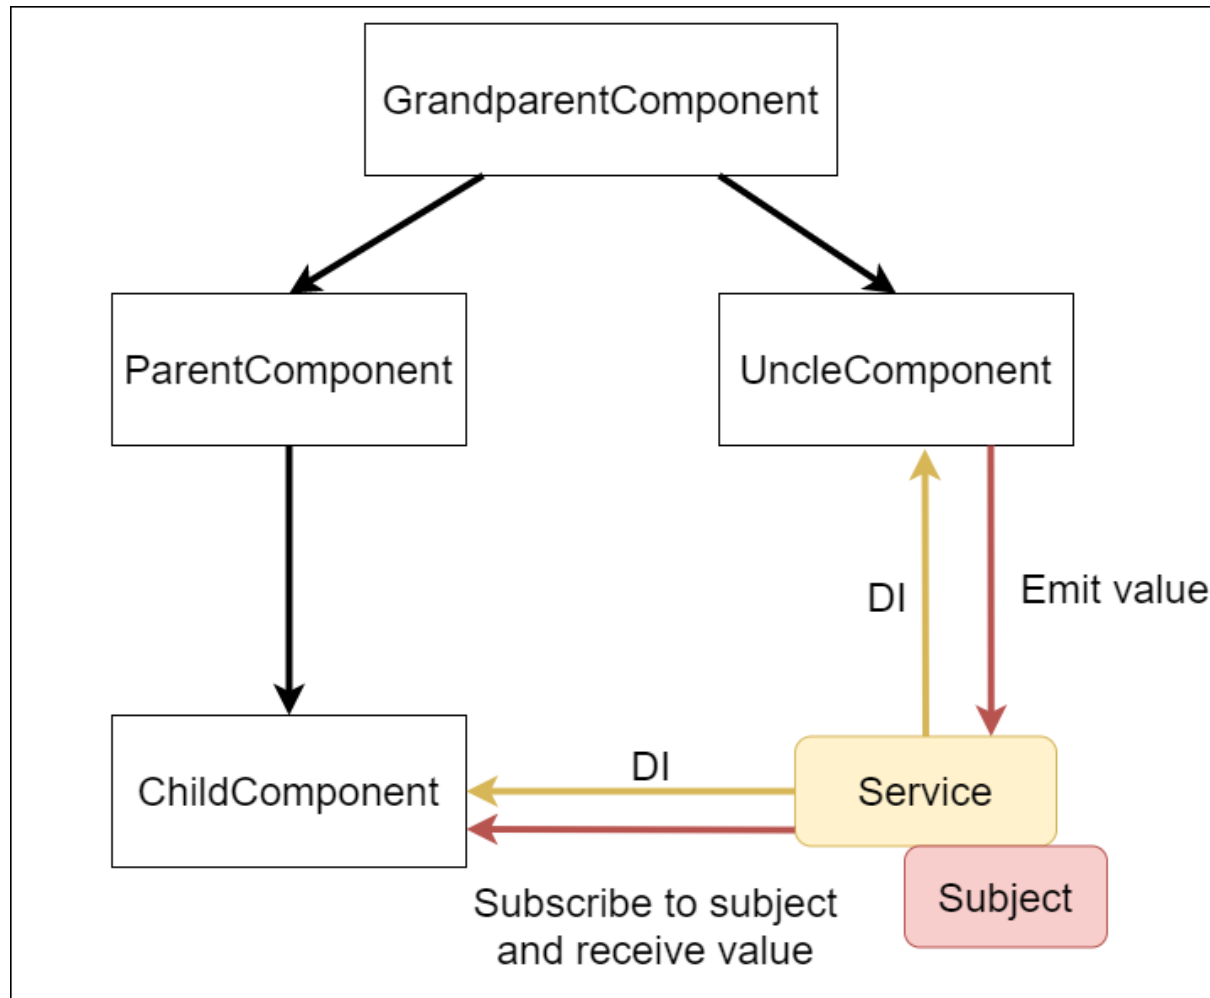 GrandparentComponent
ParentComponent
UncleComponent
DI
Emit value
ChildComponent
DI
Service
Subject
Subscribe to subject
and receive value